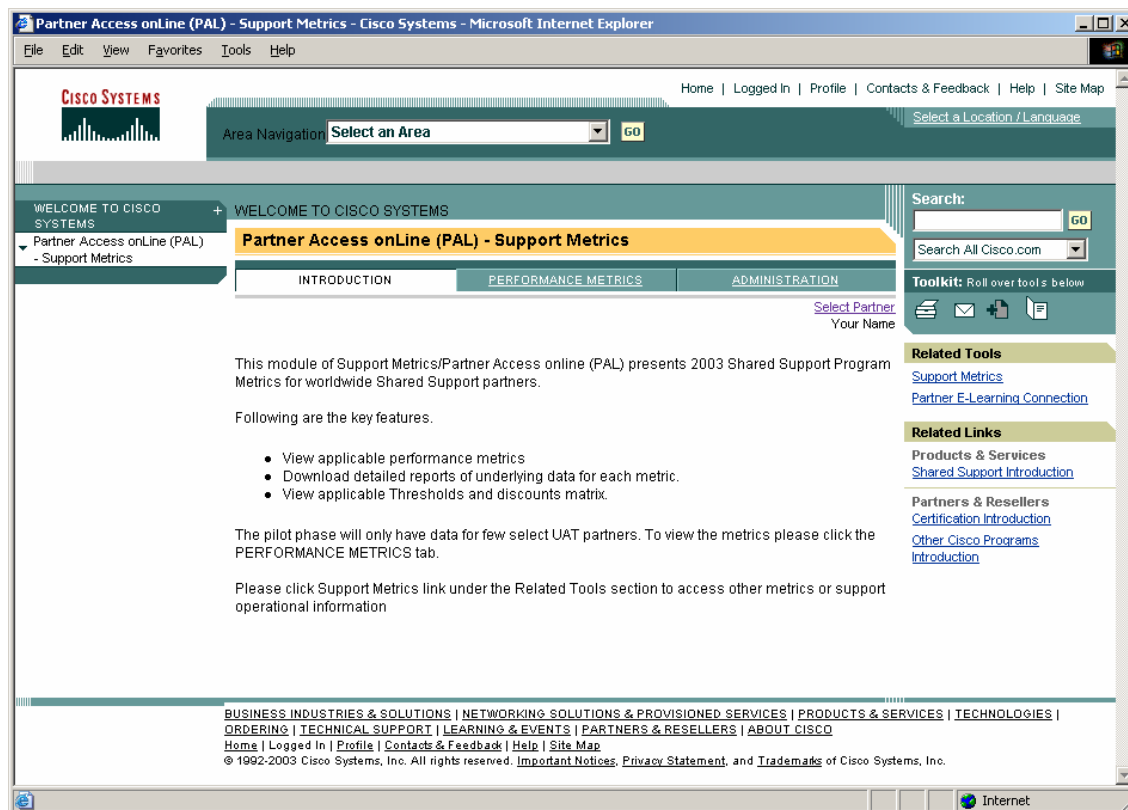 Partner Access onLine (PAL) - Support Metrics - Cisco Systems - Microsoft Internet Explorer
File Edit View Favorites Tools Help
CISCO SYSTEMS
Home | Logged In | Profile | Contacts & Feedback | Help | Site Map
Area Navigation Select an Area GO
Select a Location / Language
WELCOME TO CISCO SYSTEMS +
Partner Access onLine (PAL)
- Support Metrics
WELCOME TO CISCO SYSTEMS
Partner Access onLine (PAL) - Support Metrics
INTRODUCTION PERFORMANCE METRICS ADMINISTRATION
Select Partner
Your Name
This module of Support Metrics/Partner Access online (PAL) presents 2003 Shared Support Program
Metrics for worldwide Shared Support partners.
Following are the key features.
● View applicable performance metrics
● Download detailed reports of underlying data for each metric.
● View applicable Thresholds and discounts matrix.
The pilot phase will only have data for few select UAT partners. To view the metrics please click the
PERFORMANCE METRICS tab.
Please click Support Metrics link under the Related Tools section to access other metrics or support
operational information
Search:
GO
Search All Cisco.com
Toolkit: Roll over tools below
Related Tools
Support Metrics
Partner E-Learning Connection
Related Links
Products & Services
Shared Support Introduction
Partners & Resellers
Certification Introduction
Other Cisco Programs
Introduction
BUSINESS INDUSTRIES & SOLUTIONS | NETWORKING SOLUTIONS & PROVISIONED SERVICES | PRODUCTS & SERVICES | TECHNOLOGIES |
ORDERING | TECHNICAL SUPPORT | LEARNING & EVENTS | PARTNERS & RESELLERS | ABOUT CISCO
Home | Logged In | Profile | Contacts & Feedback | Help | Site Map
© 1992-2003 Cisco Systems, Inc. All rights reserved. Important Notices, Privacy Statement, and Trademarks of Cisco Systems, Inc.
Internet